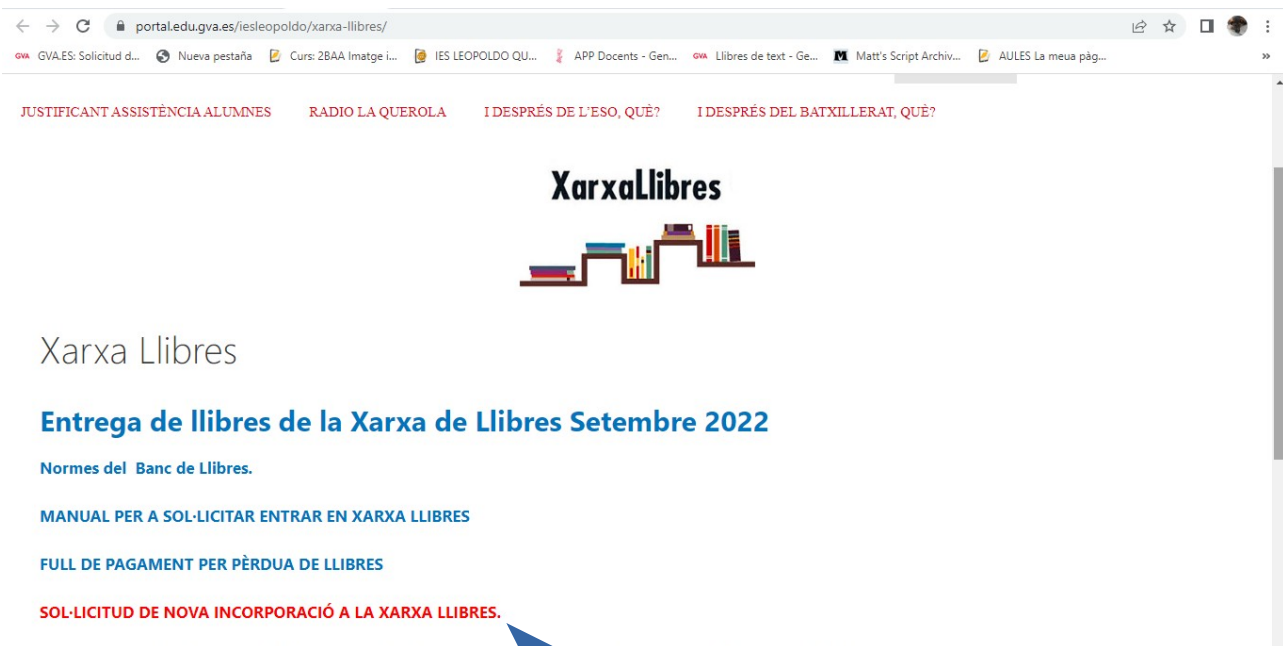 portal.edu.gva.es/iesleopoldo/xarxa-llibres/
GVA GVA.ES: Solicitud d... Nueva pestaña Curs: 2BAA Imatge i... IES LEOPOLDO QU... APP Docents - Gen... GVA Llibres de text - Ge... M Matt's Script Archiv... AULES La meua pàg... »
JUSTIFICANT ASSISTÈNCIA ALUMNES RADIO LA QUEROLA I DESPRÉS DE L'ESO, QUÈ? I DESPRÉS DEL BATXILLERAT, QUÈ?
XarxaLlibres
Xarxa Llibres
Entrega de llibres de la Xarxa de Llibres Setembre 2022
Normes del Banc de Llibres.
MANUAL PER A SOL·LICITAR ENTRAR EN XARXA LLIBRES
FULL DE PAGAMENT PER PÈRDUA DE LLIBRES
SOL·LICITUD DE NOVA INCORPORACIÓ A LA XARXA LLIBRES.